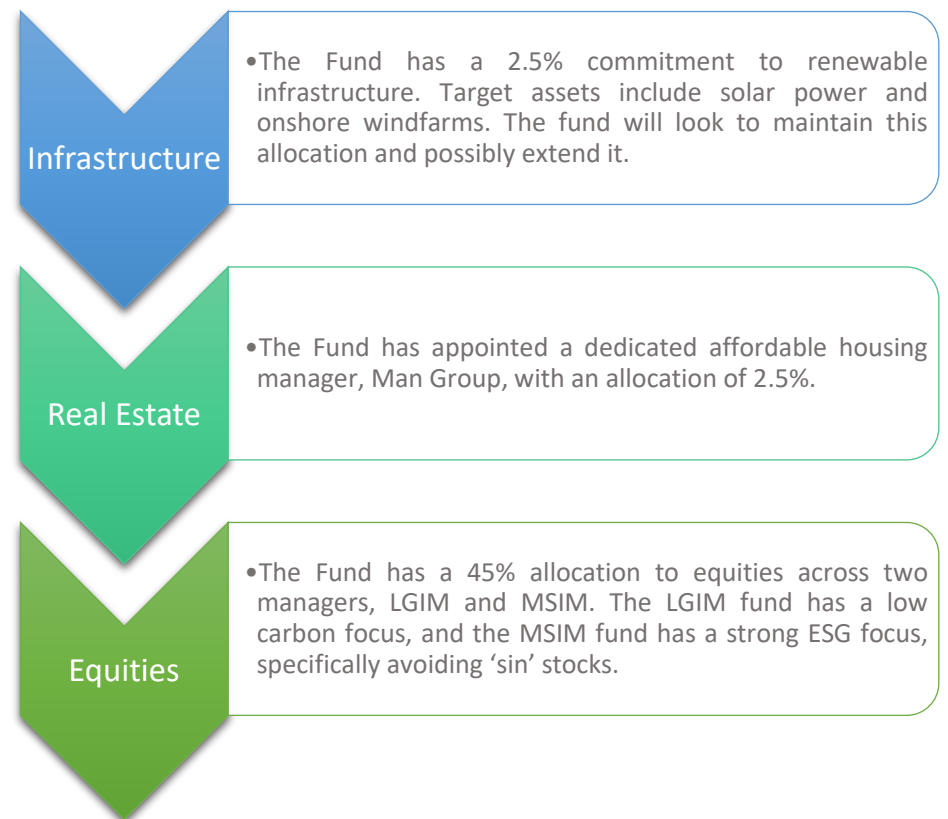 Infrastructure
•The Fund has a 2.5% commitment to renewable
infrastructure. Target assets include solar power and
onshore windfarms. The fund will look to maintain this
allocation and possibly extend it.
Real Estate
•The Fund has appointed a dedicated affordable housing
manager, Man Group, with an allocation of 2.5%.
Equities
•The Fund has a 45% allocation to equities across two
managers, LGIM and MSIM. The LGIM fund has a low
carbon focus, and the MSIM fund has a strong ESG focus,
specifically avoiding ‘sin’ stocks.